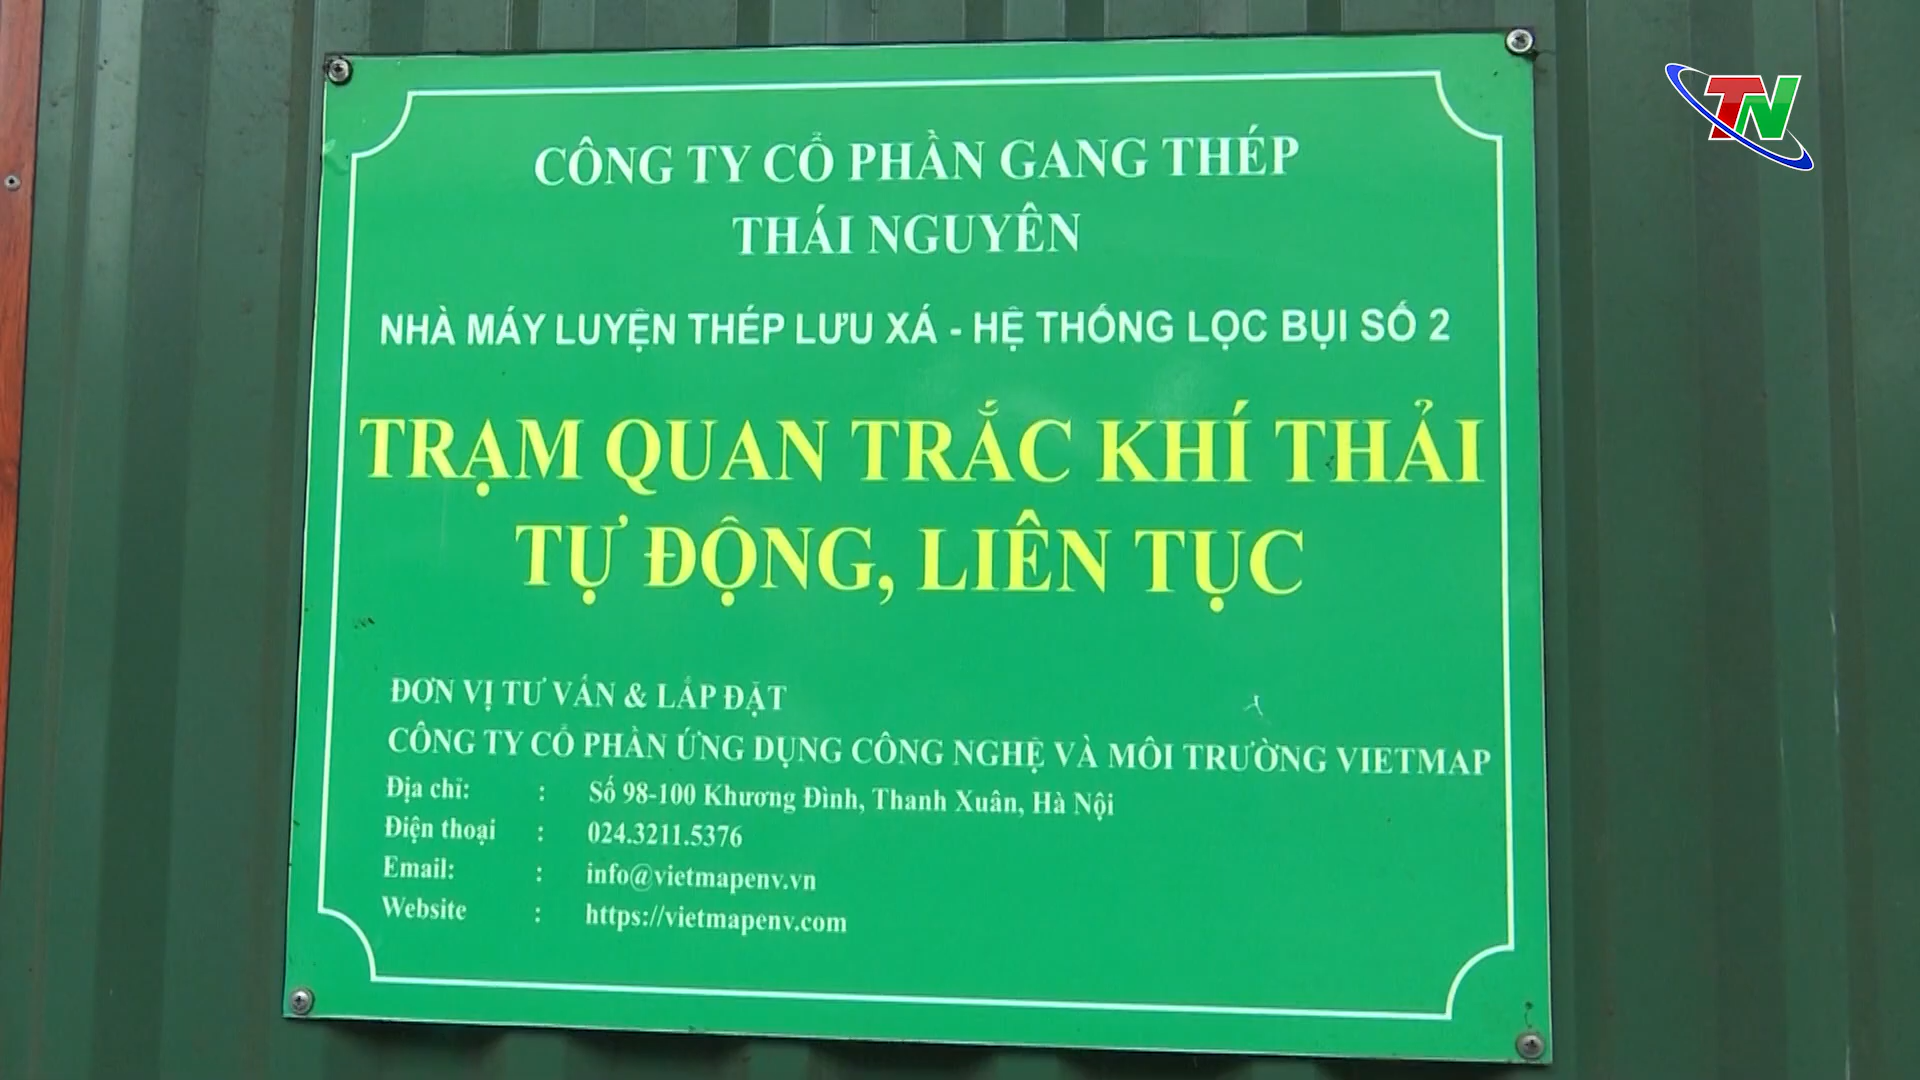 TN
CÔNG TY CỔ PHẦN GANG THÉP
THÁI NGUYÊN
NHÀ MÁY LUYỆN THÉP LƯU XÁ - HỆ THỐNG LỌC BỤI SỐ 2
TRẠM QUAN TRẮC KHÍ THẢI
TỰ ĐỘNG, LIÊN TỤC
ĐƠN VỊ TƯ VẤN & LẮP ĐẶT
CÔNG TY CỔ PHẦN ỨNG DỤNG CÔNG NGHỆ VÀ MÔI TRƯỜNG VIETMAP
Địa chỉ: : Số 98-100 Khương Đình, Thanh Xuân, Hà Nội
Điện thoại : 024.3211.5376
Email: : info@vietmapenv.vn
Website : https://vietmapenv.com